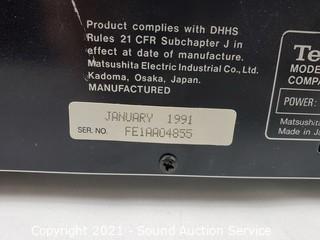 Product complies with DHHS
Rules 21 CFR Subchapter J in
effect at date of manufacture.
Matsushita Electric Industrial Co., Ltd.
Kadoma, Osaka, Japan.
MANUFACTURED
JANUARY 1991
SER. NO. FE1AA04855
Te
MODE
COMPA
POWER:
Matsushita
Made in Ja
Copyright 2021 - Sound Auction Service